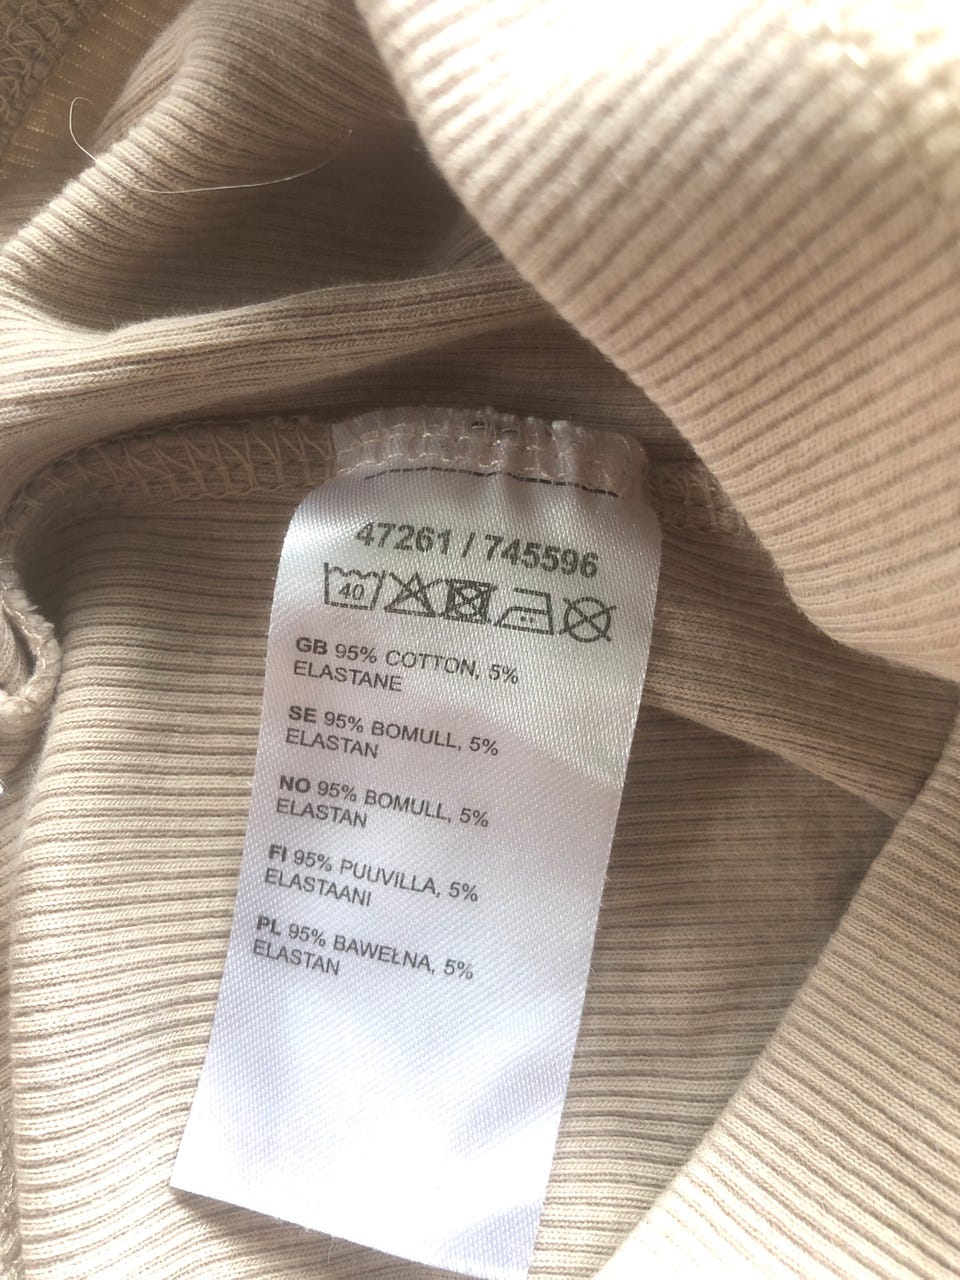 47261 / 745596
40
GB 95% COTTON, 5%
ELASTANE
SE 95% BOMULL, 5%
ELASTAN
NO 95% BOMULL, 5%
ELASTAN
FI 95% PUUVILLA, 5%
ELASTAANI
PL 95% BAWEŁNA, 5%
ELASTAN